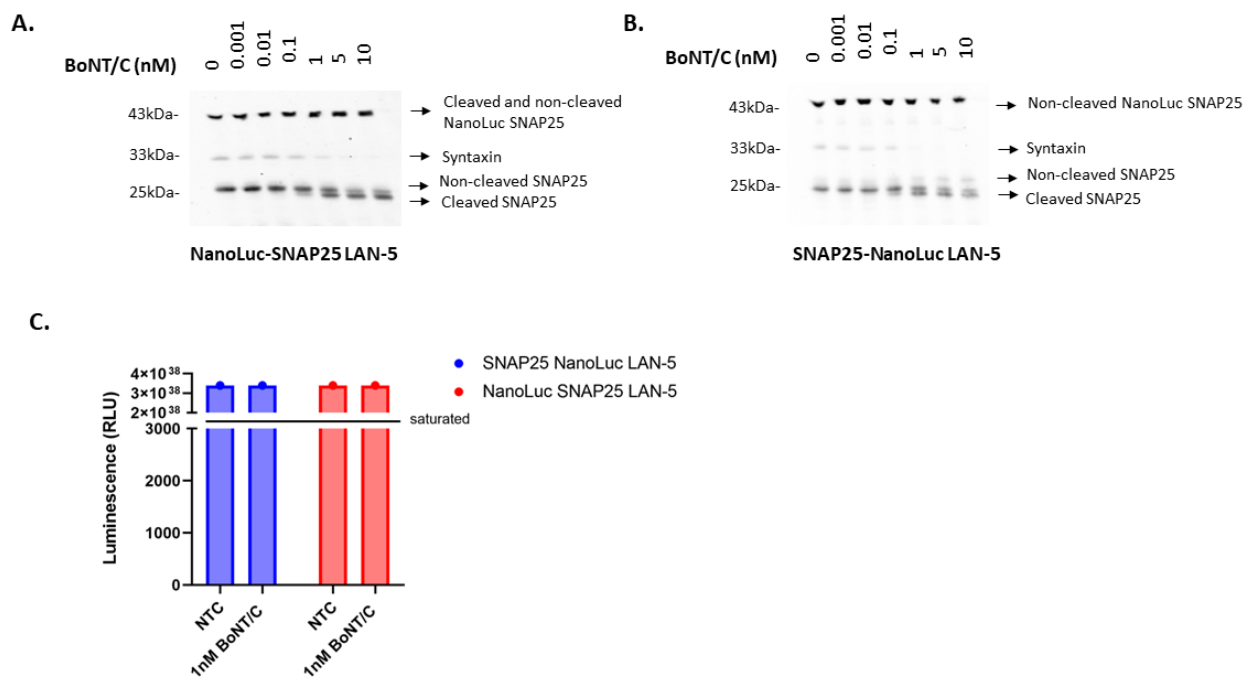 A.
BoNT/C (nM)
0
0.001
0.01
0.1
1
5
10
43kDa-
33kDa-
25kDa-
Cleaved and non-cleaved
NanoLuc SNAP25
Syntaxin
Non-cleaved SNAP25
Cleaved SNAP25
NanoLuc-SNAP25 LAN-5
B.
BoNT/C (nM)
0
0.001
0.01
0.1
1
5
10
43kDa-
33kDa-
25kDa-
Non-cleaved NanoLuc SNAP25
Syntaxin
Non-cleaved SNAP25
Cleaved SNAP25
SNAP25-NanoLuc LAN-5
C.
Luminescence (RLU)
4×10³⁸
3×10³⁸
2×10³⁸
3000
2000
1000
0
saturated
NTC
1nM BoNT/C
NTC
1nM BoNT/C
SNAP25 NanoLuc LAN-5
NanoLuc SNAP25 LAN-5